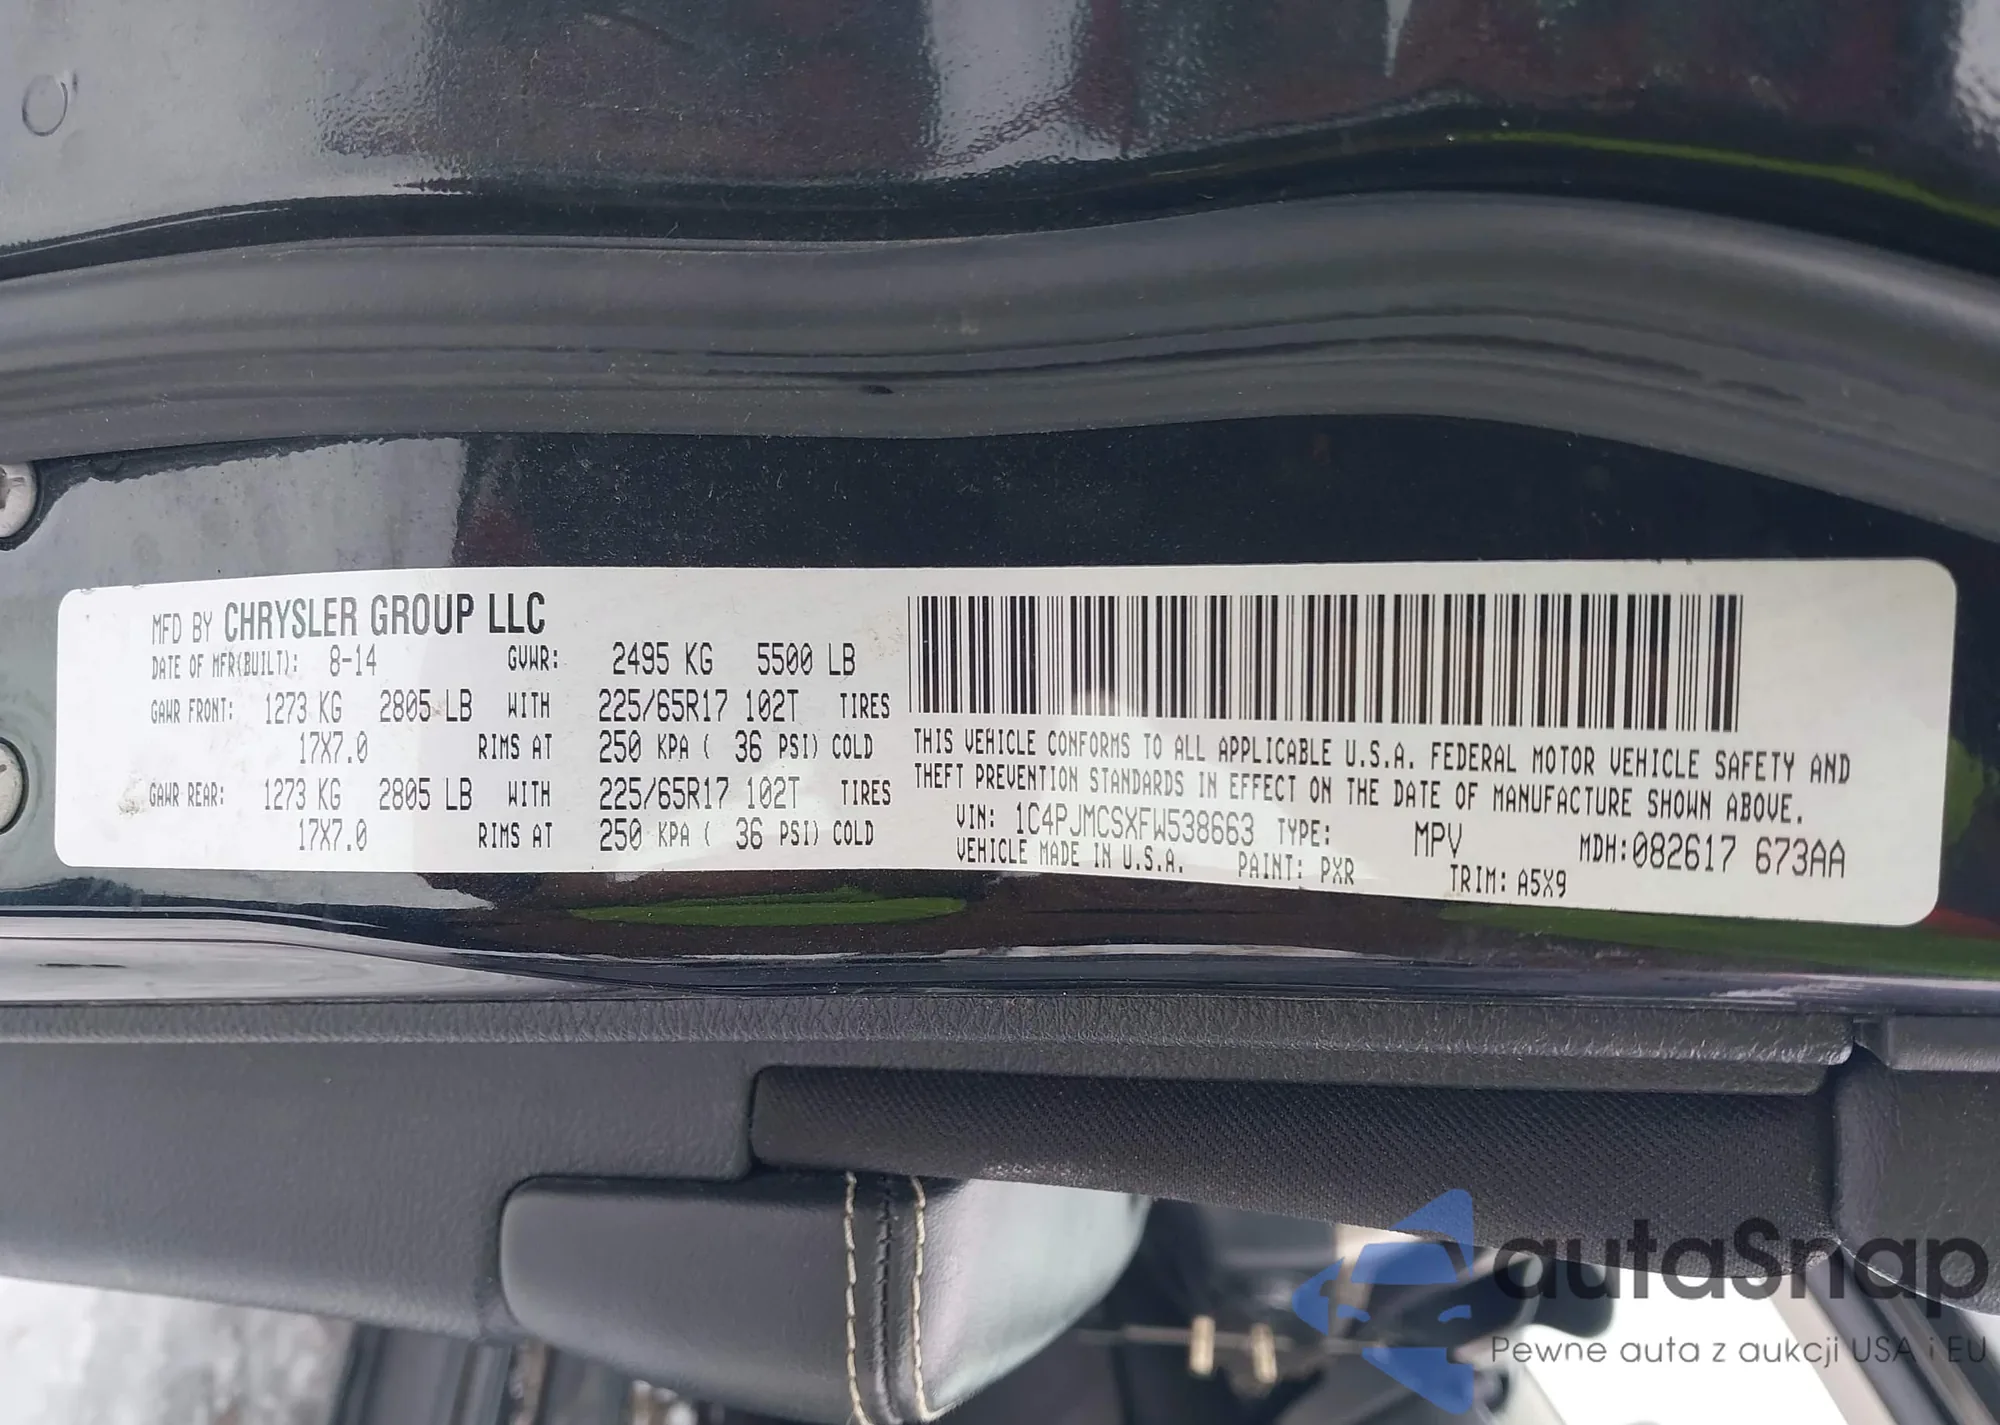 MFD BY CHRYSLER GROUP LLC
DATE OF MFR(BUILT): 8-14 GVWR: 2495 KG 5500 LB
GAWR FRONT: 1273 KG 2805 LB WITH 225/65R17 102T TIRES
17X7.0 RIMS AT 250 KPA ( 36 PSI) COLD
GAWR REAR: 1273 KG 2805 LB WITH 225/65R17 102T TIRES
17X7.0 RIMS AT 250 KPA ( 36 PSI) COLD
THIS VEHICLE CONFORMS TO ALL APPLICABLE U.S.A. FEDERAL MOTOR VEHICLE SAFETY AND
THEFT PREVENTION STANDARDS IN EFFECT ON THE DATE OF MANUFACTURE SHOWN ABOVE.
VIN: 1C4PJMCSXFW538663 TYPE: MPV MDH:082617 673AA
VEHICLE MADE IN U.S.A. PAINT: PXR TRIM: A5X9
autaSnap
Pewne auta z aukcji USA i EU